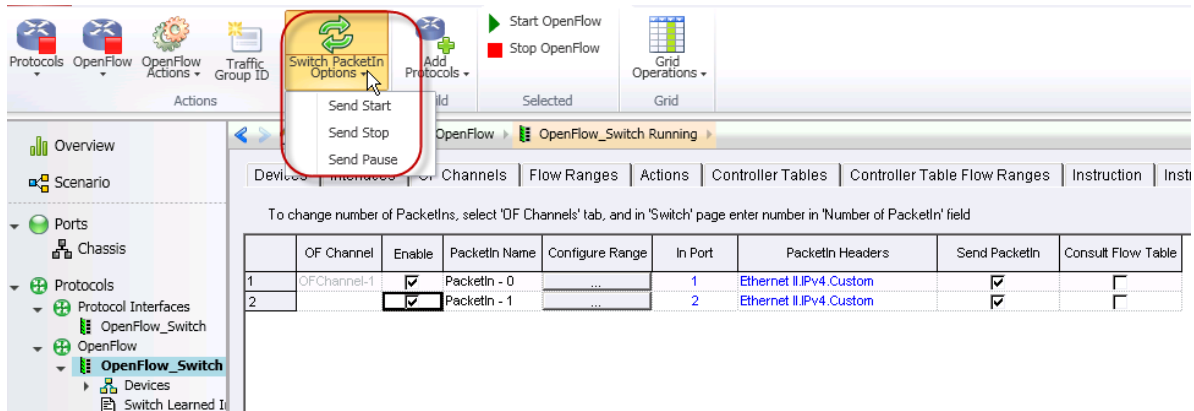 Protocols OpenFlow OpenFlow Actions Traffic Group ID Switch PacketIn Options Add Protocols Start OpenFlow Grid Operations
Stop OpenFlow
Actions Selected Grid
Send Start
Send Stop
Send Pause
Overview
Scenario
Ports
Chassis
Protocols
Protocol Interfaces
OpenFlow_Switch
OpenFlow
OpenFlow_Switch
Devices
Switch Learned
OpenFlow OpenFlow_Switch Running
Channels Flow Ranges Actions Controller Tables Controller Table Flow Ranges Instruction
To change number of PacketIns, select 'OF Channels' tab, and in 'Switch' page enter number in 'Number of PacketIn' field
OF Channel Enable PacketIn Name Configure Range In Port PacketIn Headers Send PacketIn Consult Flow Table
1 OFChannel-1 PacketIn - 0 ... 1 Ethernet II.IPv4.Custom
2 PacketIn - 1 ... 2 Ethernet II.IPv4.Custom